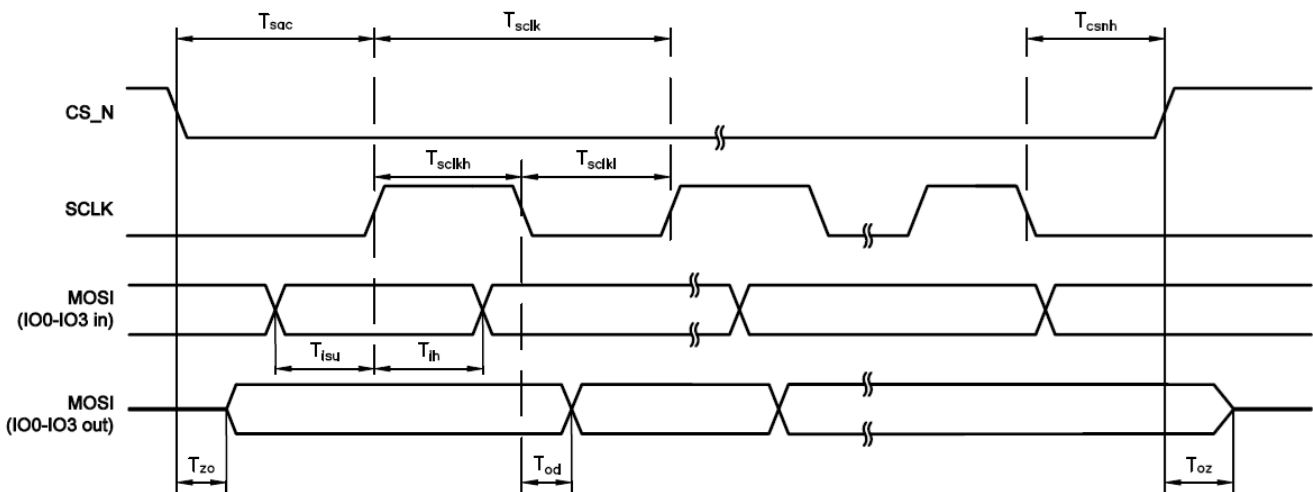 Tsac Tsclk Tcsnh
CS_N
Tsclkh Tsclkl
SCLK
MOSI
(IO0-IO3 in)
Tisu Tih
MOSI
(IO0-IO3 out)
Tzo Tod Toz